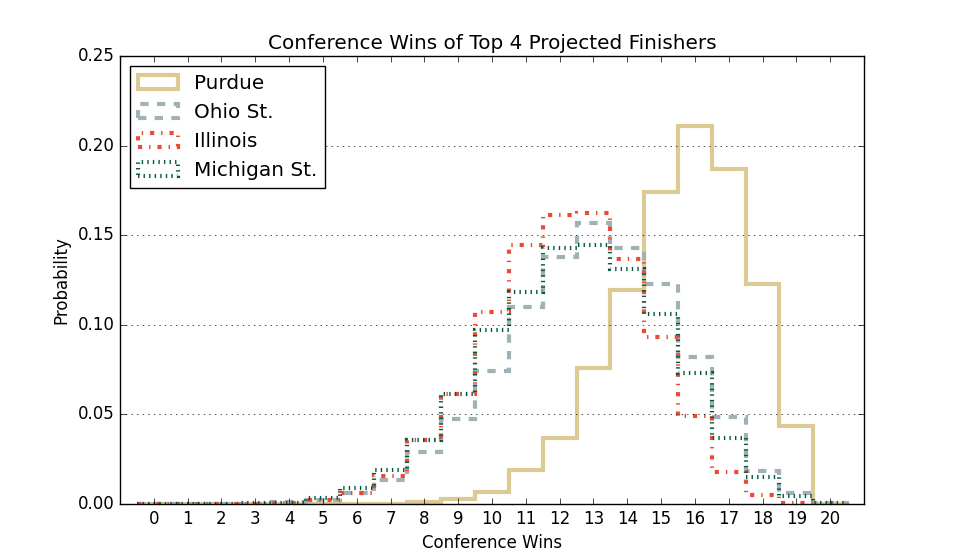 Conference Wins of Top 4 Projected Finishers
0.25
0.20
0.15
0.10
0.05
0.00
Probability
Purdue
Ohio St.
Illinois
Michigan St.
0 1 2 3 4 5 6 7 8 9 10 11 12 13 14 15 16 17 18 19 20
Conference Wins